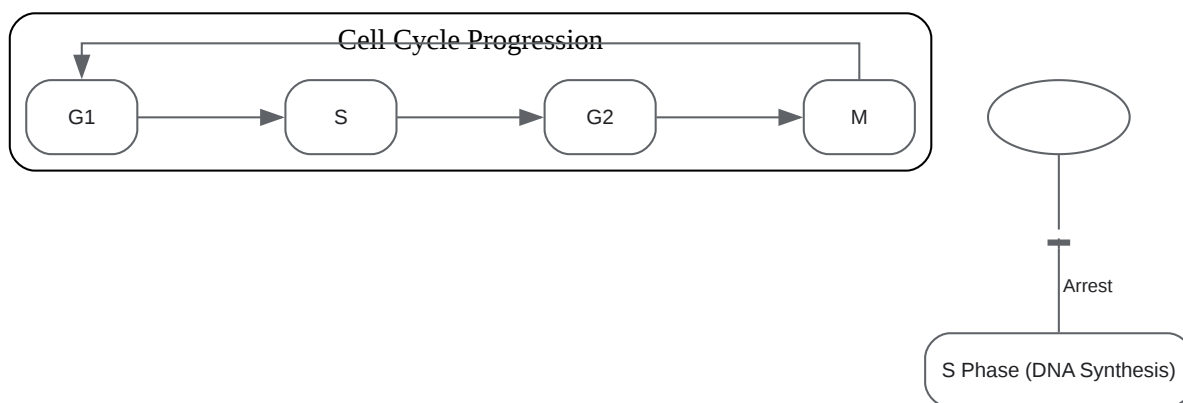 Cell Cycle Progression
G1
S
G2
M
Arrest
S Phase (DNA Synthesis)